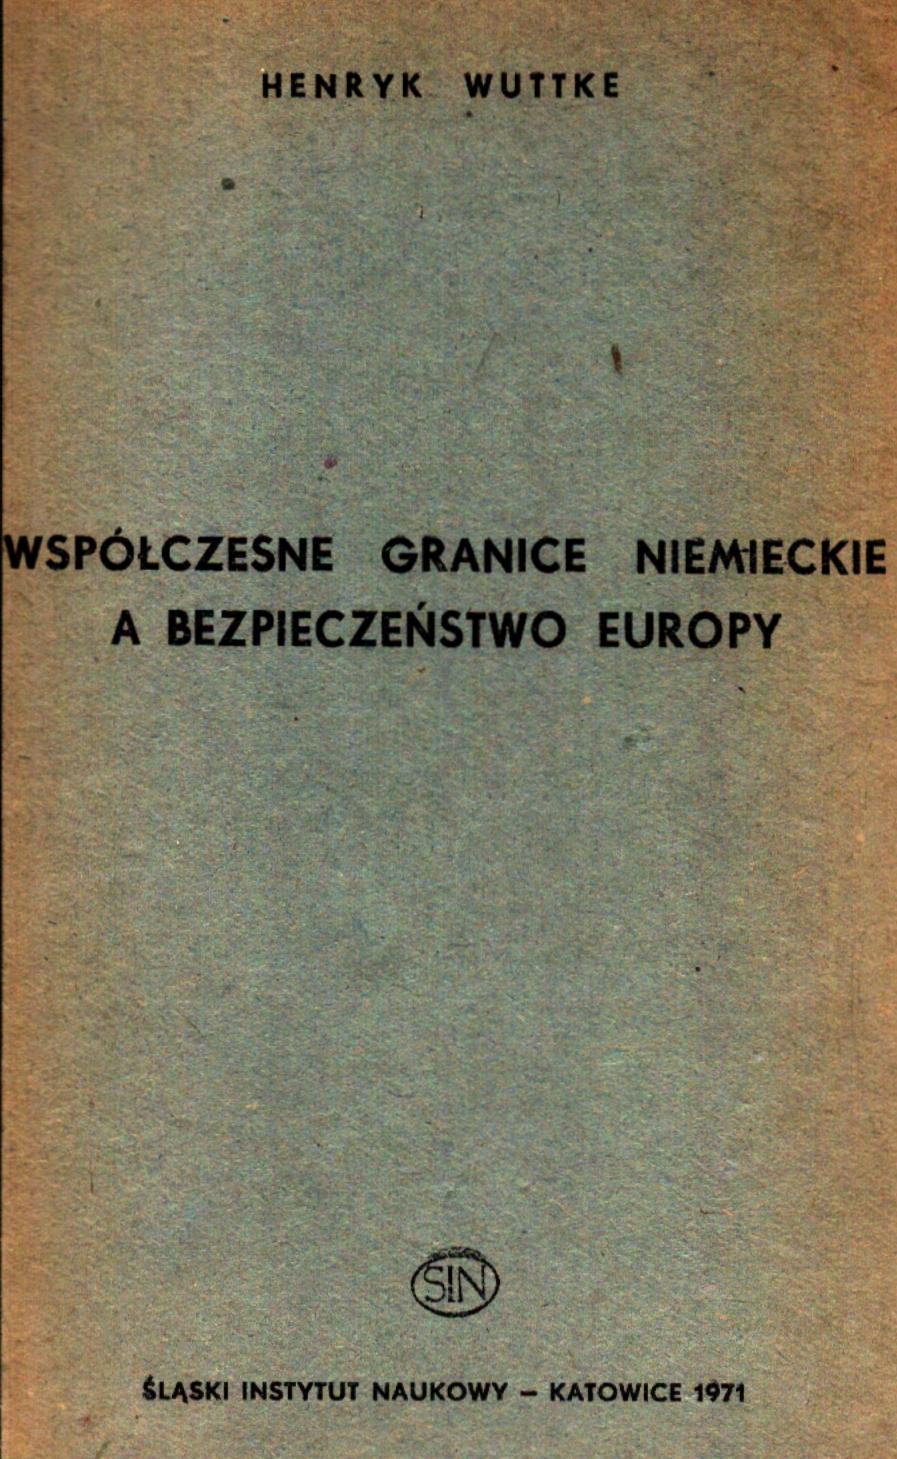 HENRYK WUTTKE
WSPÓŁCZESNE GRANICE NIEMIECKIE
A BEZPIECZEŃSTWO EUROPY
SIN
ŚLĄSKI INSTYTUT NAUKOWY – KATOWICE 1971